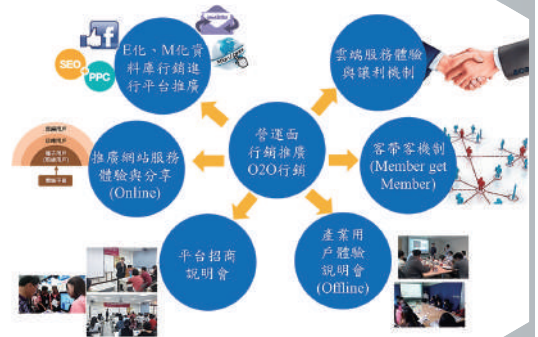 E化、M化資
料庫行銷進
行平台推廣
SEO
PPC
雲端服務體驗
與讓利機制
營運面
行銷推廣
O2O行銷
推廣網站服務
體驗與分享
(Online)
客帶客機制
(Member get
Member)
平台招商
說明會
產業用
戶體驗
說明會
(Offline)